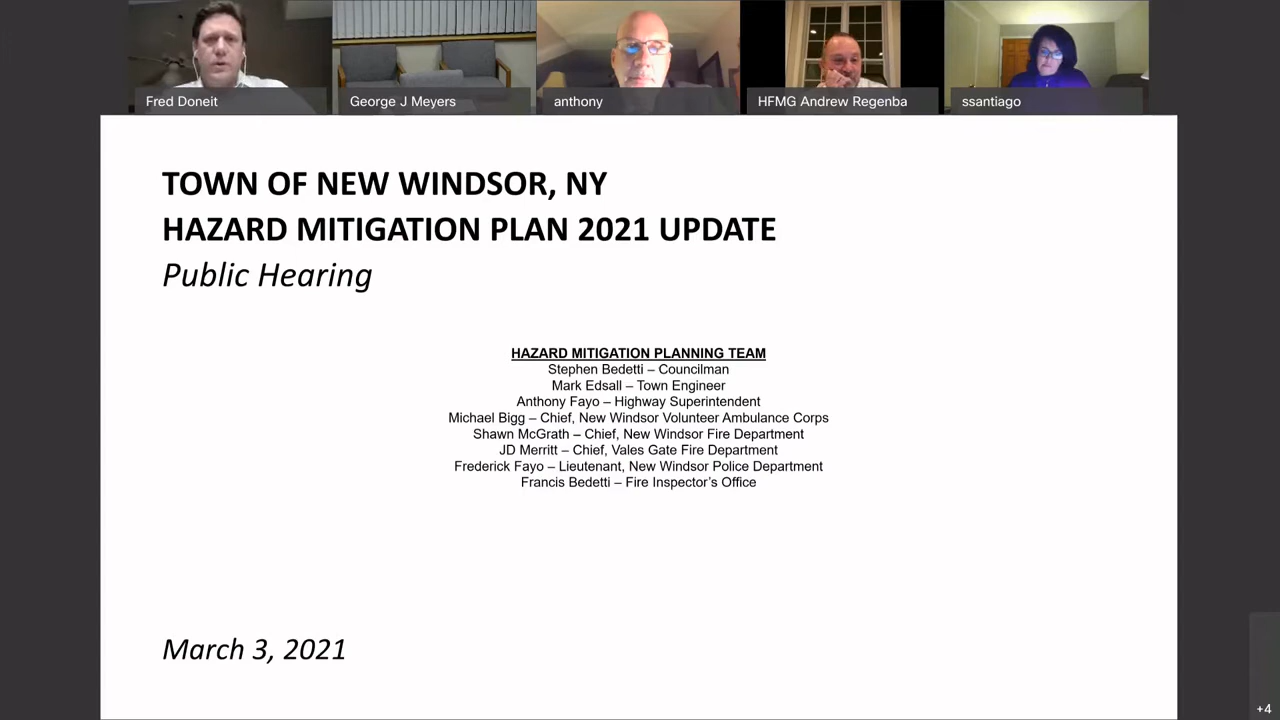 Fred Doneit
George J Meyers
anthony
HFMG Andrew Regenba
ssantiago
TOWN OF NEW WINDSOR, NY
HAZARD MITIGATION PLAN 2021 UPDATE
Public Hearing
HAZARD MITIGATION PLANNING TEAM
Stephen Bedetti – Councilman
Mark Edsall – Town Engineer
Anthony Fayo – Highway Superintendent
Michael Bigg – Chief, New Windsor Volunteer Ambulance Corps
Shawn McGrath – Chief, New Windsor Fire Department
JD Merritt – Chief, Vales Gate Fire Department
Frederick Fayo – Lieutenant, New Windsor Police Department
Francis Bedetti – Fire Inspector's Office
March 3, 2021
+4